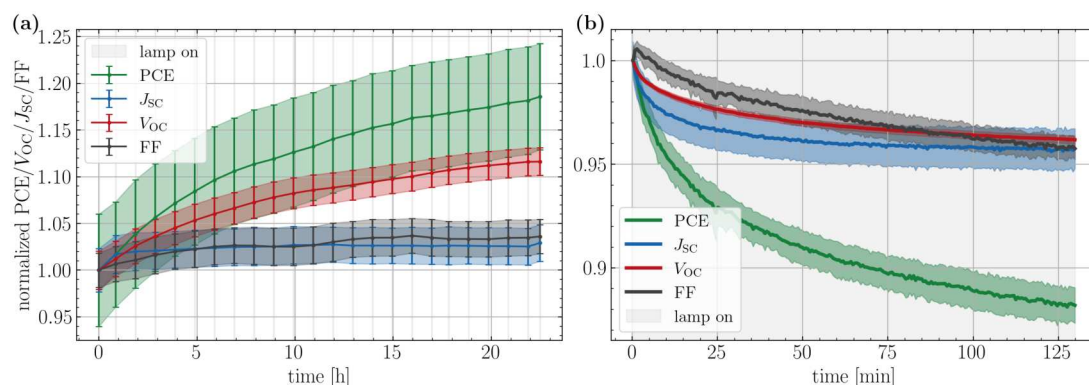 (a)
normalized PCE/V_OC/J_SC/FF
1.25
1.20
1.15
1.10
1.05
1.00
0.95
lamp on
PCE
J_SC
V_OC
FF
0
5
10
15
20
time [h]
(b)
1.0
0.95
0.9
PCE
J_SC
V_OC
FF
lamp on
0
25
50
75
100
125
time [min]